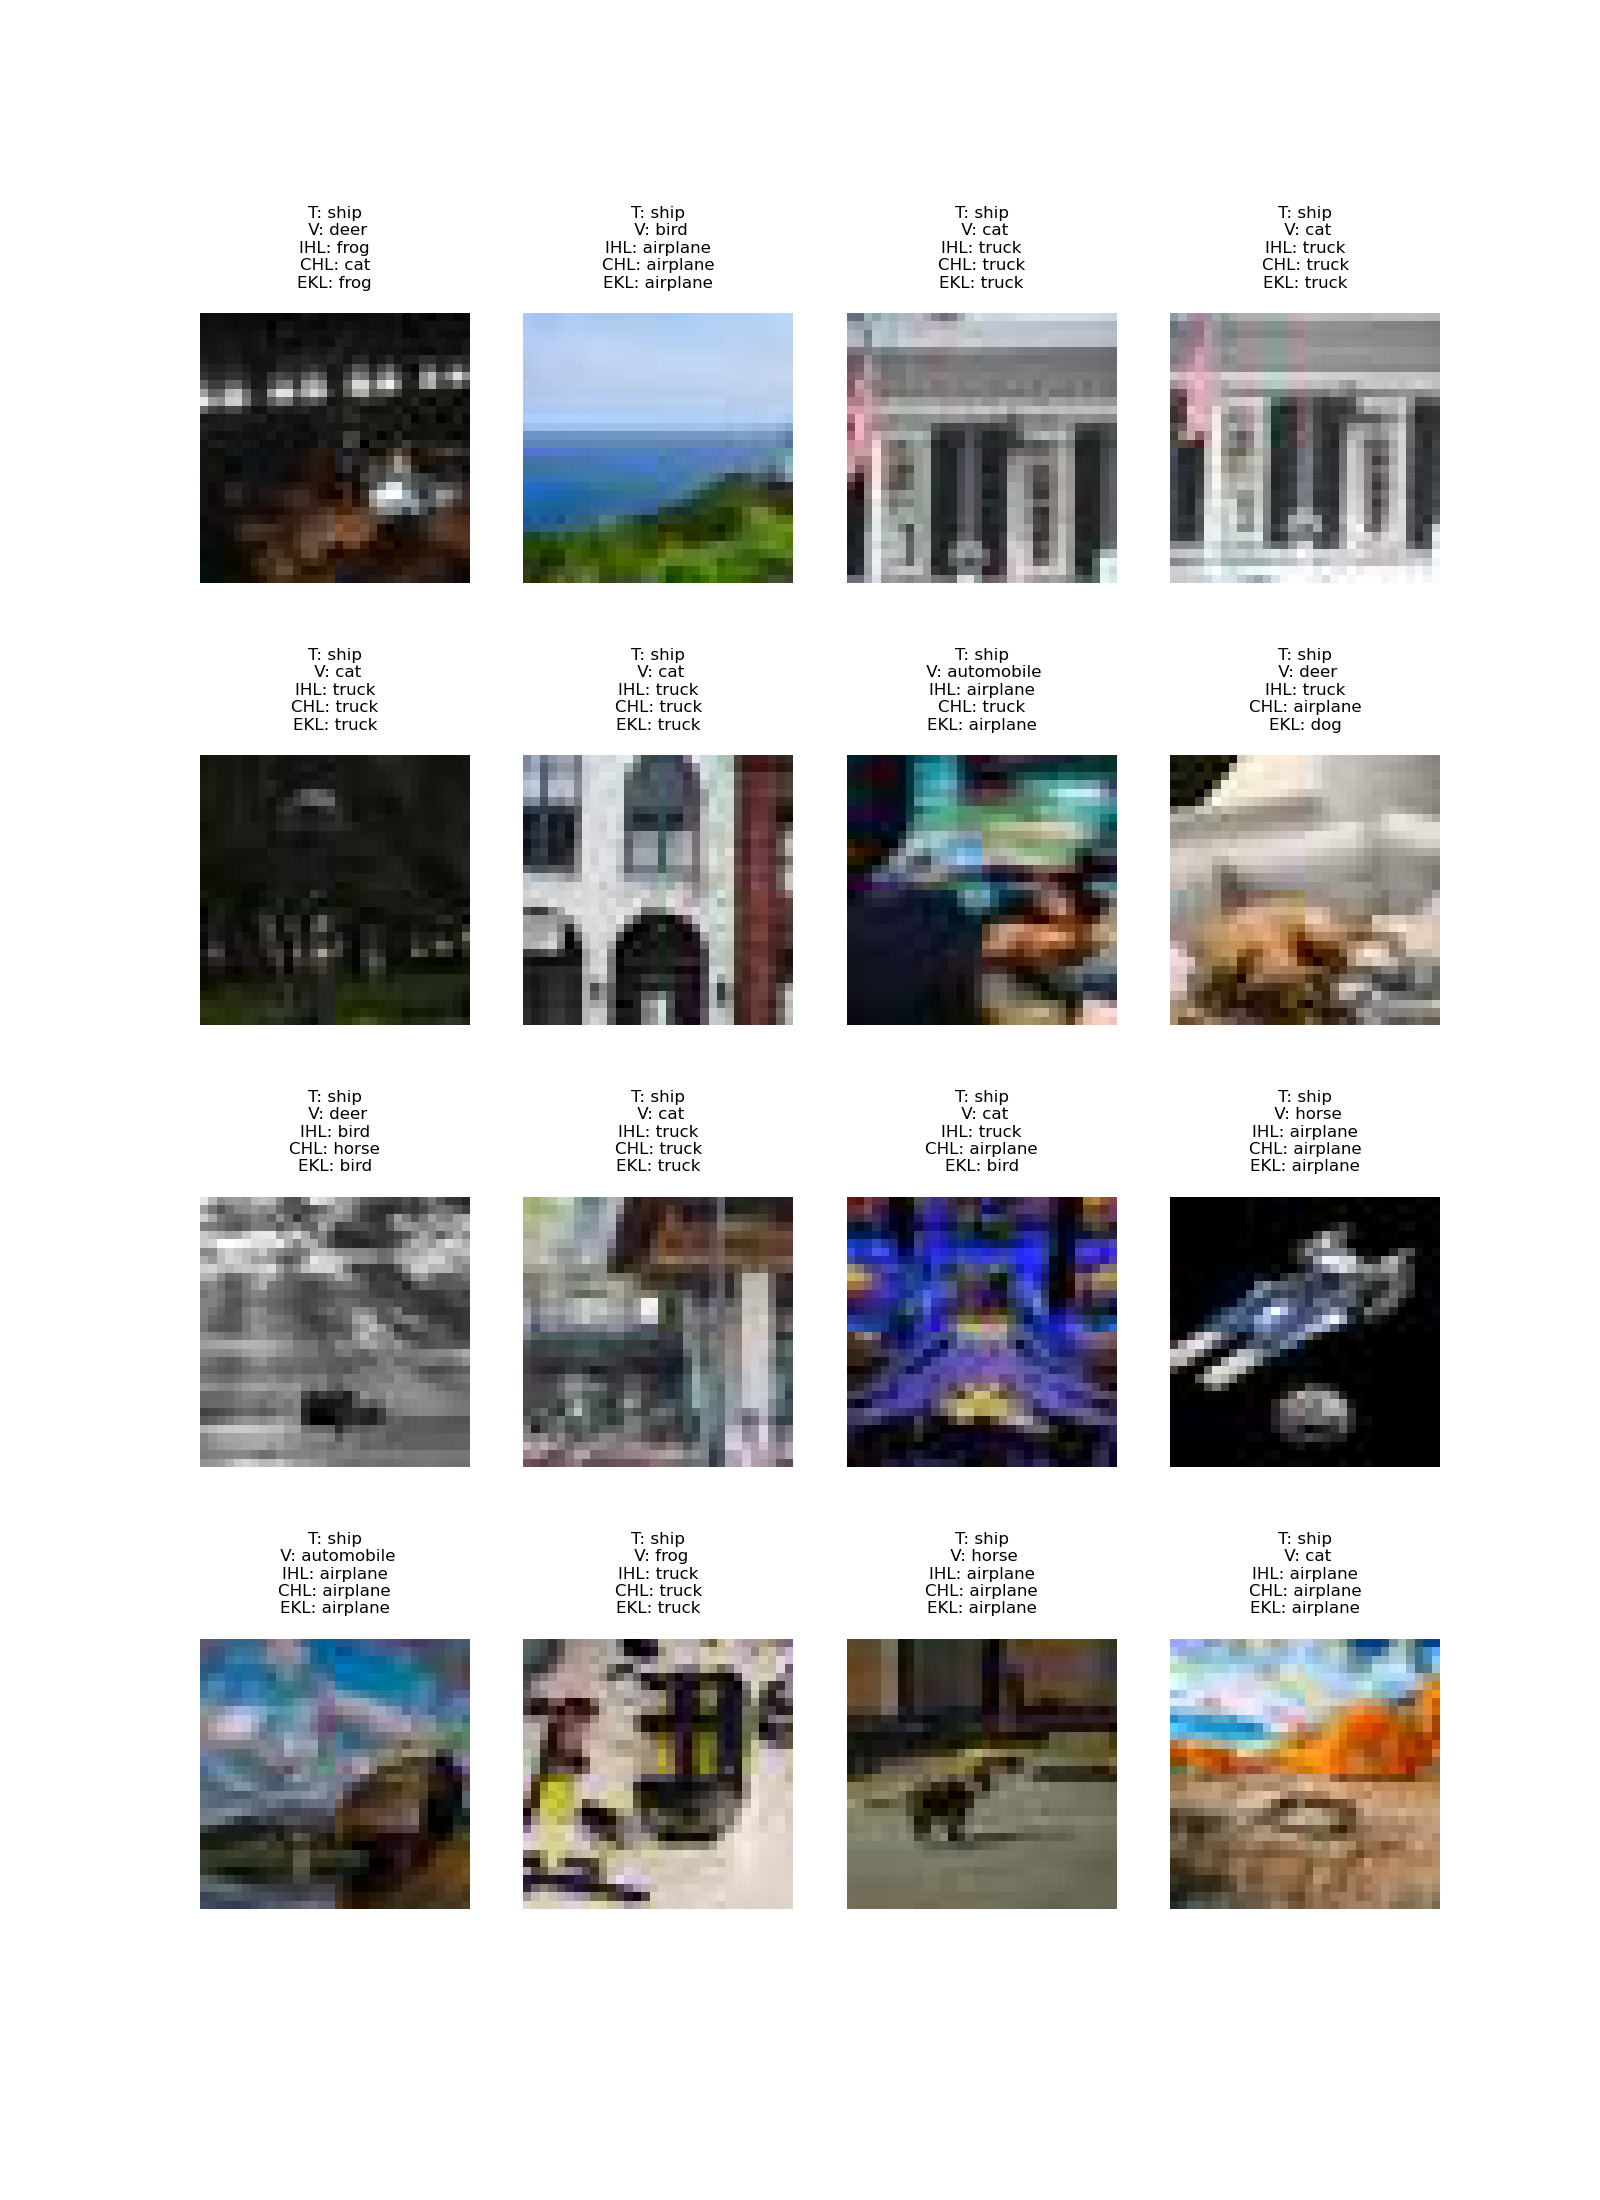 T: ship
V: deer
IHL: frog
CHL: cat
EKL: frog
T: ship
V: bird
IHL: airplane
CHL: airplane
EKL: airplane
T: ship
V: cat
IHL: truck
CHL: truck
EKL: truck
T: ship
V: cat
IHL: truck
CHL: truck
EKL: truck
T: ship
V: cat
IHL: truck
CHL: truck
EKL: truck
T: ship
V: cat
IHL: truck
CHL: truck
EKL: truck
T: ship
V: automobile
IHL: airplane
CHL: truck
EKL: airplane
T: ship
V: deer
IHL: truck
CHL: airplane
EKL: dog
T: ship
V: deer
IHL: bird
CHL: horse
EKL: bird
T: ship
V: cat
IHL: truck
CHL: truck
EKL: truck
T: ship
V: cat
IHL: truck
CHL: airplane
EKL: bird
T: ship
V: horse
IHL: airplane
CHL: airplane
EKL: airplane
T: ship
V: automobile
IHL: airplane
CHL: airplane
EKL: airplane
T: ship
V: frog
IHL: truck
CHL: truck
EKL: truck
T: ship
V: horse
IHL: airplane
CHL: airplane
EKL: airplane
T: ship
V: cat
IHL: airplane
CHL: airplane
EKL: airplane